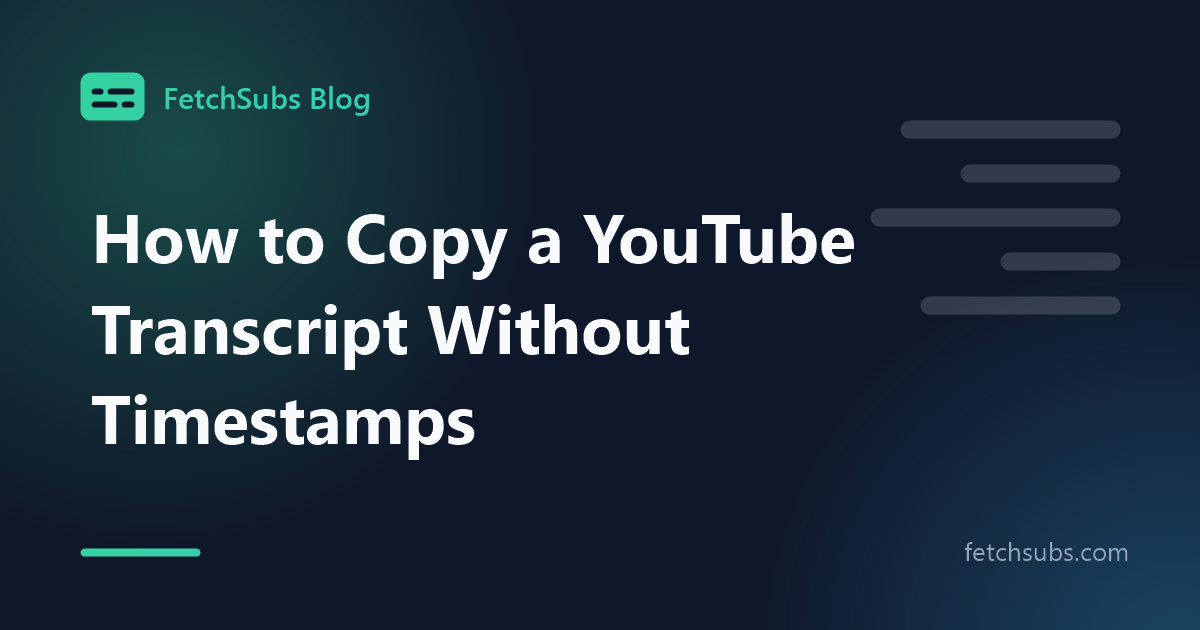 FetchSubs Blog
How to Copy a YouTube
Transcript Without
Timestamps
fetchsubs.com